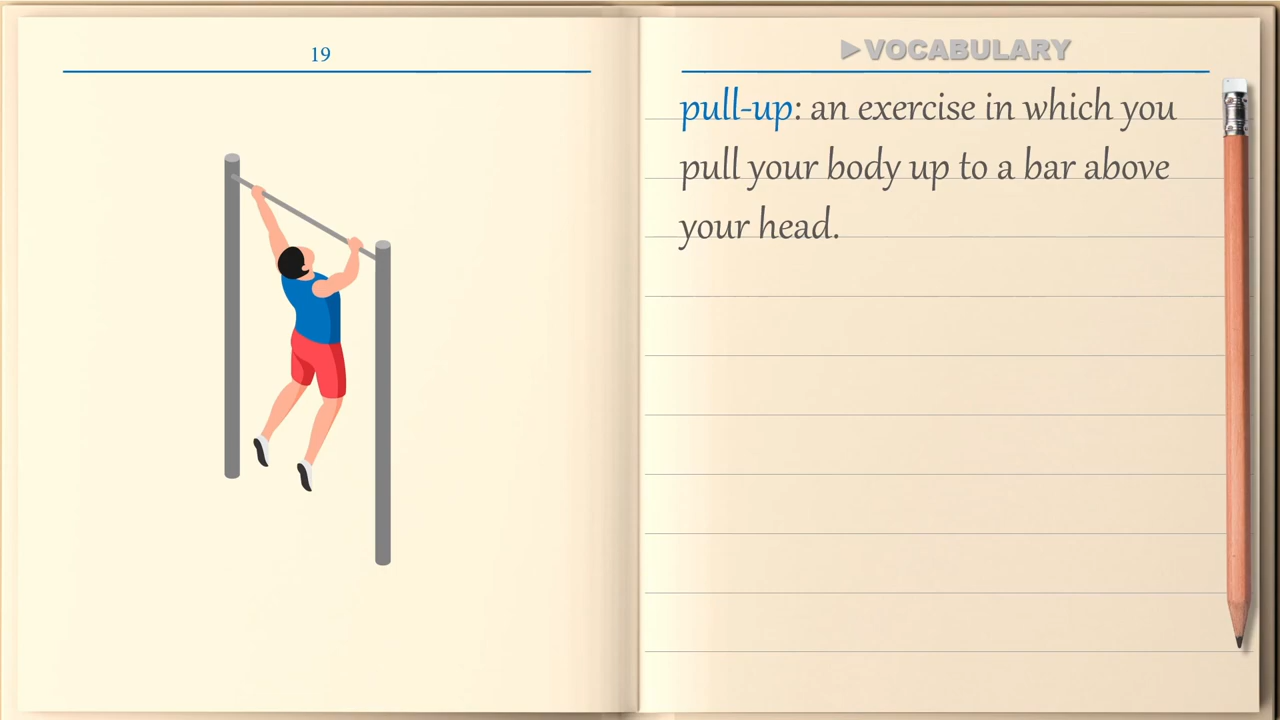 19
►VOCABULARY
pull-up: an exercise in which you
pull your body up to a bar above
your head.